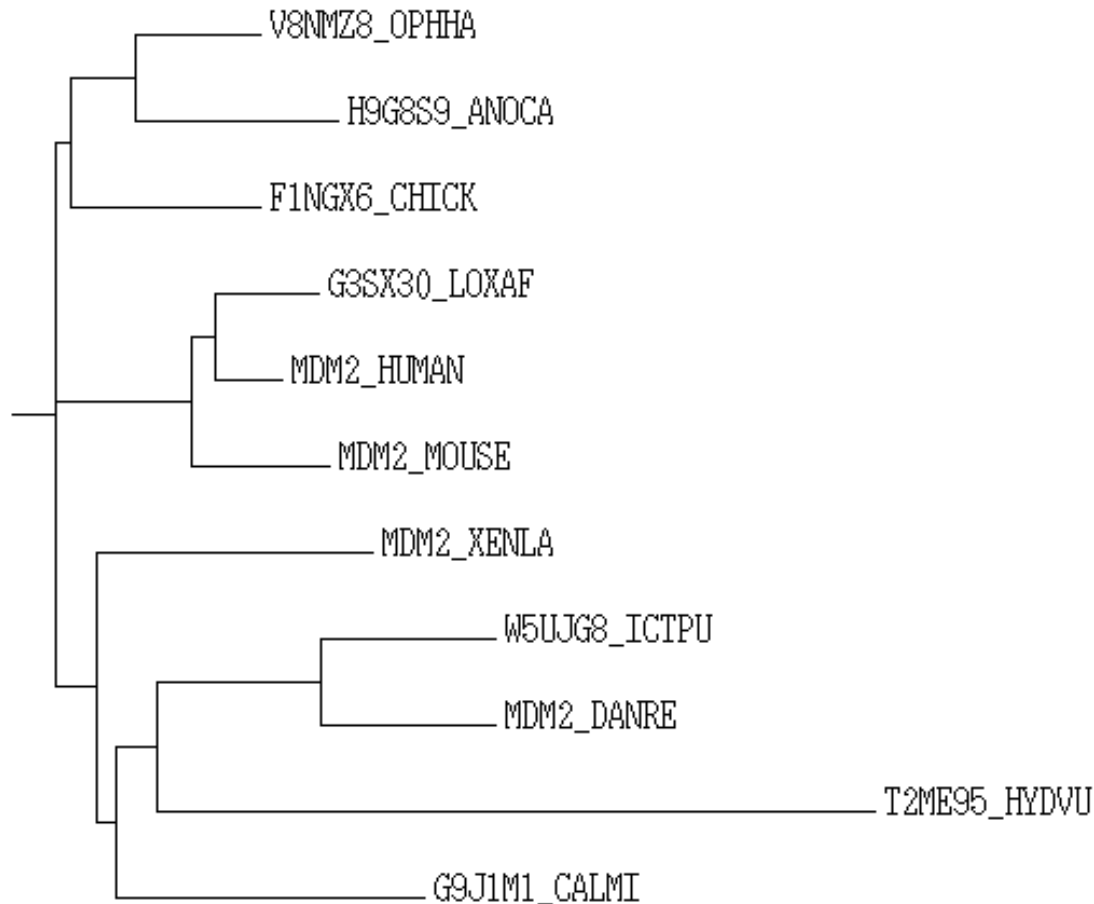 V8NMZ8_OPHHA
H9G8S9_ANOCA
F1NGX6_CHICK
G3SX30_LOXAF
MDM2_HUMAN
MDM2_MOUSE
MDM2_XENLA
W5UJG8_ICTPU
MDM2_DANRE
T2ME95_HYDVU
G9J1M1_CALMI